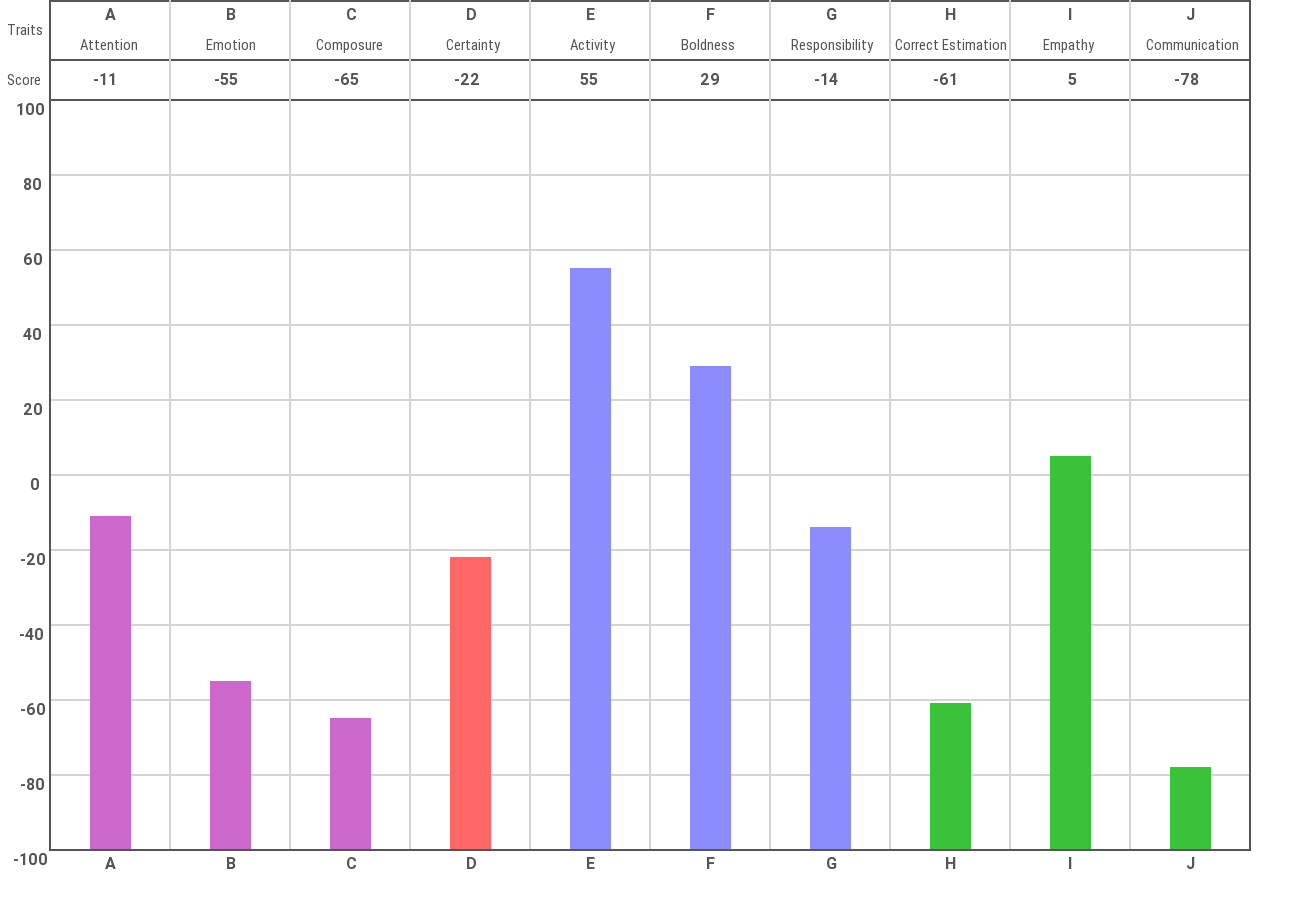 Traits A B C D E F G H I J
Attention Emotion Composure Certainty Activity Boldness Responsibility Correct Estimation Empathy Communication
Score -11 -55 -65 -22 55 29 -14 -61 5 -78
100
80
60
40
20
0
-20
-40
-60
-80
-100
A B C D E F G H I J